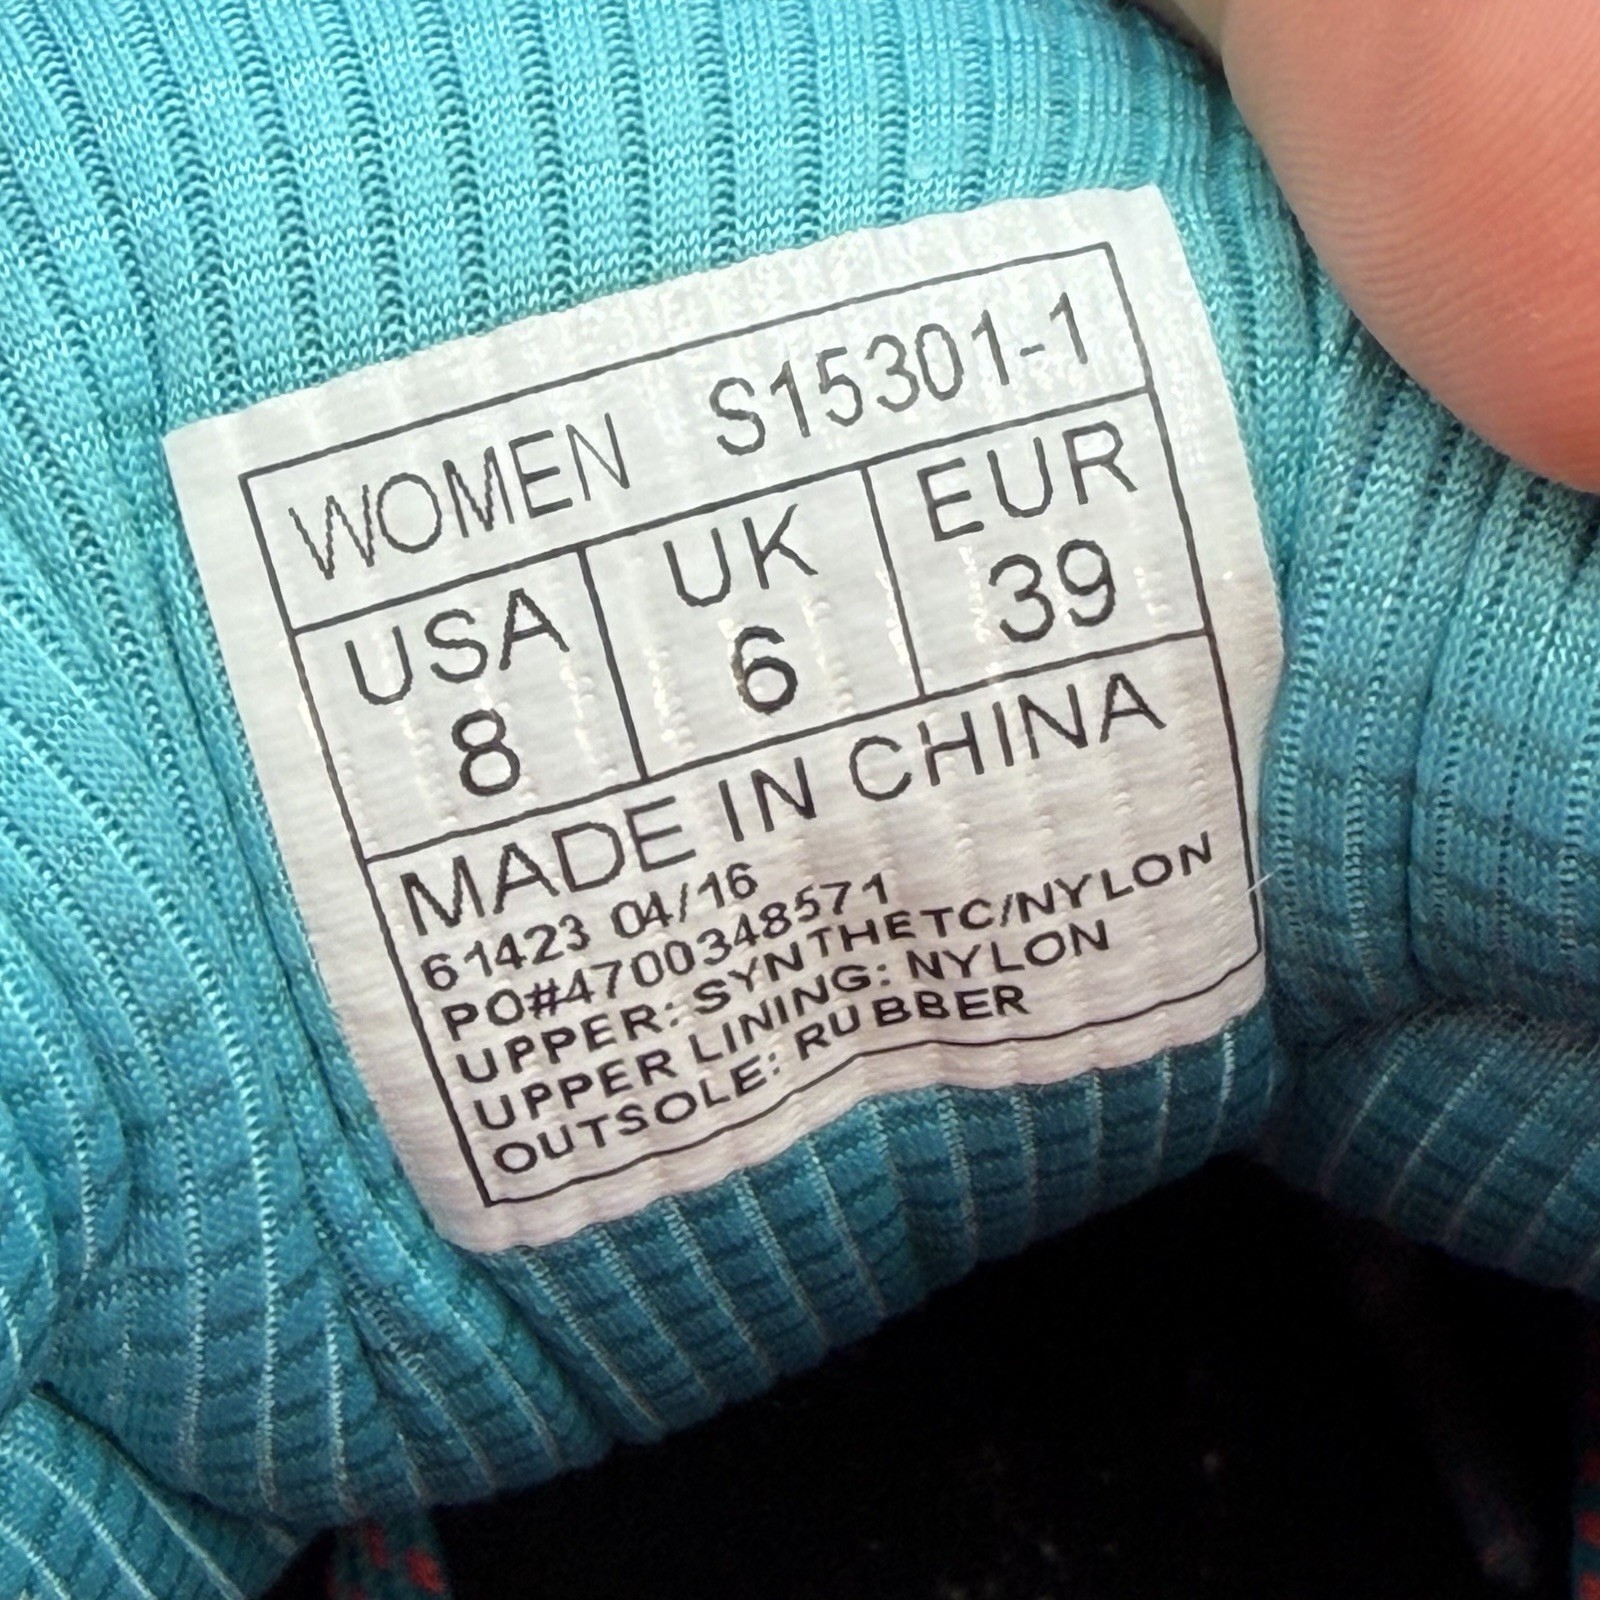 WOMEN S15301-1
USA UK EUR
8 6 39
MADE IN CHINA
61423 04/16
PO#4700348571
UPPER: SYNTHETC/NYLON
UPPER LINING: NYLON
OUTSOLE: RUBBER